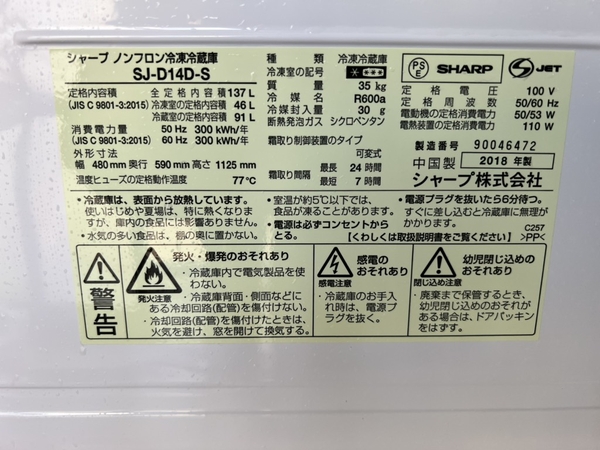 シャープ ノンフロン冷凍冷蔵庫
SJ-D14D-S
定格内容積 全定格内容積 137 L
(JIS C 9801-3:2015) 冷凍室の定格内容積 46 L
冷蔵室の定格内容積 91 L
消費電力量 50 Hz 300 kWh/年
(JIS C 9801-3:2015) 60 Hz 300 kWh/年
外形寸法
幅 480mm 奥行 590mm 高さ 1125 mm
温度ヒューズの定格動作温度 77℃
種類 冷凍冷蔵庫
冷凍室の記号
質量 35 kg
冷媒 R600a
冷媒封入量 30 g
断熱発泡ガス シクロペンタン
霜取り制御装置のタイプ
可変式
霜取り間隔 最長 24 時間
最短 7 時間
PSE SHARP S JET
定格電圧 100 V
定格周波数 50/60 Hz
電動機の定格消費電力 50/53 W
電熱装置の定格消費電力 110 W
製造番号 90046472
中国製 2018 年製
シャープ株式会社
●冷蔵庫は、表面から放熱しています。
使いはじめや夏場は、特に熱くなりま
すが、庫内の食品には影響ありません。
●水気の多い食品は、棚の奥に置かない。
●室温が約5℃以下では、
食品が凍ることがあります。
●電源は必ずコンセントから
とる。
●電源プラグを抜いたら6分待つ。
すぐに差し込むと冷蔵庫に無理が
かかります。
【くわしくは取扱説明書をご覧ください】
C257
>PP<
警告
発火注意
発火・爆発のおそれあり
・冷蔵庫内で電気製品を使わ
ない。
・冷蔵庫背面・側面などに
ある冷却回路(配管)を傷つけない。
・冷却回路(配管)を傷付けたときは、
火気を避け、窓を開けて換気する。
感電注意
感電の
おそれあり
・冷蔵庫のお手入
れ時は、電源プ
ラグを抜く。
閉じ込め注意
幼児閉じ込めの
おそれあり
・廃棄まで保管するとき、
幼児閉じ込めのおそれが
あるときは、ドアパッキン
をはずす。